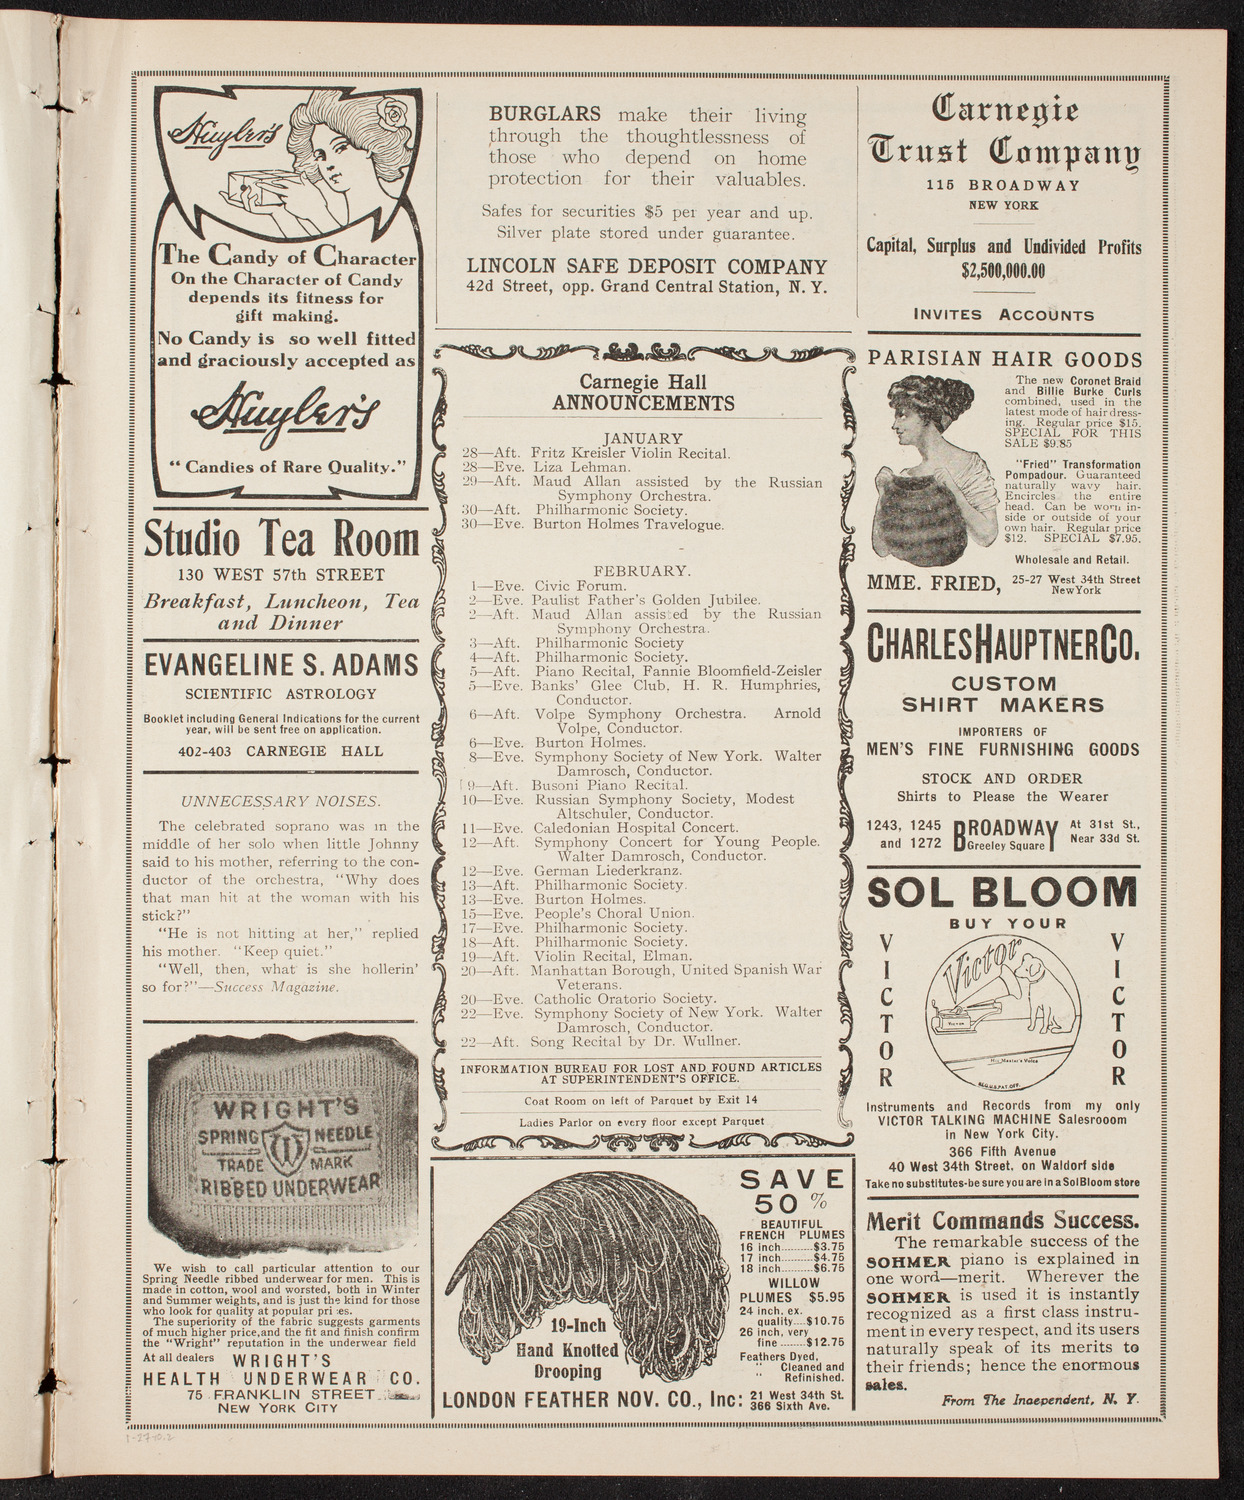 Huyler's
The Candy of Character
On the Character of Candy
depends its fitness for
gift making.
No Candy is so well fitted
and graciously accepted as
Huyler's
"Candies of Rare Quality."
Studio Tea Room
130 WEST 57th STREET
Breakfast, Luncheon, Tea
and Dinner
EVANGELINE S. ADAMS
SCIENTIFIC ASTROLOGY
Booklet including General Indications for the current
year, will be sent free on application.
402-403 CARNEGIE HALL
UNNECESSARY NOISES.
The celebrated soprano was in the
middle of her solo when little Johnny
said to his mother, referring to the con-
ductor of the orchestra, "Why does
that man hit at the woman with his
stick?"
"He is not hitting at her," replied
his mother. "Keep quiet."
"Well, then, what is she hollerin'
so for?"—Success Magazine.
WRIGHT'S
SPRING NEEDLE
TRADE MARK
RIBBED UNDERWEAR
We wish to call particular attention to our
Spring Needle ribbed underwear for men. This is
made in cotton, wool and worsted, both in Winter
and Summer weights, and is just the kind for those
who look for quality at popular pri es.
The superiority of the fabric suggests garments
of much higher price,and the fit and finish confirm
the "Wright" reputation in the underwear field
At all dealers WRIGHT'S
HEALTH UNDERWEAR CO.
75 FRANKLIN STREET
NEW YORK CITY
BURGLARS make their living
through the thoughtlessness of
those who depend on home
protection for their valuables.
Safes for securities $5 per year and up.
Silver plate stored under guarantee.
LINCOLN SAFE DEPOSIT COMPANY
42d Street, opp. Grand Central Station, N. Y.
Carnegie Hall
ANNOUNCEMENTS
JANUARY
28—Aft. Fritz Kreisler Violin Recital.
28—Eve. Liza Lehman.
29—Aft. Maud Allan assisted by the Russian
Symphony Orchestra.
30—Aft. Philharmonic Society.
30—Eve. Burton Holmes Travelogue.
FEBRUARY.
1—Eve. Civic Forum.
2—Eve. Paulist Father's Golden Jubilee.
2—Aft. Maud Allan assisted by the Russian
Symphony Orchestra.
3—Aft. Philharmonic Society
4—Aft. Philharmonic Society.
5—Aft. Piano Recital, Fannie Bloomfield-Zeisler
5—Eve. Banks' Glee Club, H. R. Humphries,
Conductor.
6—Aft. Volpe Symphony Orchestra. Arnold
Volpe, Conductor.
6—Eve. Burton Holmes.
8—Eve. Symphony Society of New York. Walter
Damrosch, Conductor.
9—Aft. Busoni Piano Recital.
10—Eve. Russian Symphony Society, Modest
Altschuler, Conductor.
11—Eve. Caledonian Hospital Concert.
12—Aft. Symphony Concert for Young People.
Walter Damrosch, Conductor.
12—Eve. German Liederkranz.
13—Aft. Philharmonic Society.
13—Eve. Burton Holmes.
15—Eve. People's Choral Union.
17—Eve. Philharmonic Society.
18—Aft. Philharmonic Society.
19—Aft. Violin Recital, Elman.
20—Aft. Manhattan Borough, United Spanish War
Veterans.
20—Eve. Catholic Oratorio Society.
22—Eve. Symphony Society of New York. Walter
Damrosch, Conductor.
22—Aft. Song Recital by Dr. Wullner.
INFORMATION BUREAU FOR LOST AND FOUND ARTICLES
AT SUPERINTENDENT'S OFFICE.
Coat Room on left of Parquet by Exit 14
Ladies Parlor on every floor except Parquet
19-Inch
Hand Knotted
Drooping
SAVE
50%
BEAUTIFUL
FRENCH PLUMES
16 inch.........$3.75
17 inch.........$4.75
18 inch.........$6.75
WILLOW
PLUMES $5.95
24 inch, ex.
quality....$10.75
26 inch, very
fine ........$12.75
Feathers Dyed,
" Cleaned and
" Refinished.
LONDON FEATHER NOV. CO., Inc: 21 West 34th St.
366 Sixth Ave.
Carnegie
Trust Company
115 BROADWAY
NEW YORK
Capital, Surplus and Undivided Profits
$2,500,000.00
INVITES ACCOUNTS
PARISIAN HAIR GOODS
The new Coronet Braid
and Billie Burke Curls
combined, used in the
latest mode of hairdress-
ing. Regular price $15.
SPECIAL FOR THIS
SALE $9.85
"Fried" Transformation
Pompadour. Guaranteed
naturally wavy hair.
Encircles the entire
head. Can be worn in-
side or outside of your
own hair. Regular price
$12. SPECIAL $7.95.
Wholesale and Retail.
MME. FRIED, 25-27 West 34th Street
NewYork
CHARLES HAUPTNER CO.
CUSTOM
SHIRT MAKERS
IMPORTERS OF
MEN'S FINE FURNISHING GOODS
STOCK AND ORDER
Shirts to Please the Wearer
1243, 1245
and 1272
BROADWAY
Greeley Square
At 31st St.,
Near 33d St.
SOL BLOOM
BUY YOUR
VICTOR
Victor
Victor
His Master's Voice
REG.U.S.PAT.OFF.
VICTOR
Instruments and Records from my only
VICTOR TALKING MACHINE Salesrooom
in New York City.
366 Fifth Avenue
40 West 34th Street, on Waldorf side
Take no substitutes-be sure you are in a Sol Bloom store
Merit Commands Success.
The remarkable success of the
SOHMER piano is explained in
one word—merit. Wherever the
SOHMER is used it is instantly
recognized as a first class instru-
ment in every respect, and its users
naturally speak of its merits to
their friends; hence the enormous
sales.
From The Independent, N. Y.